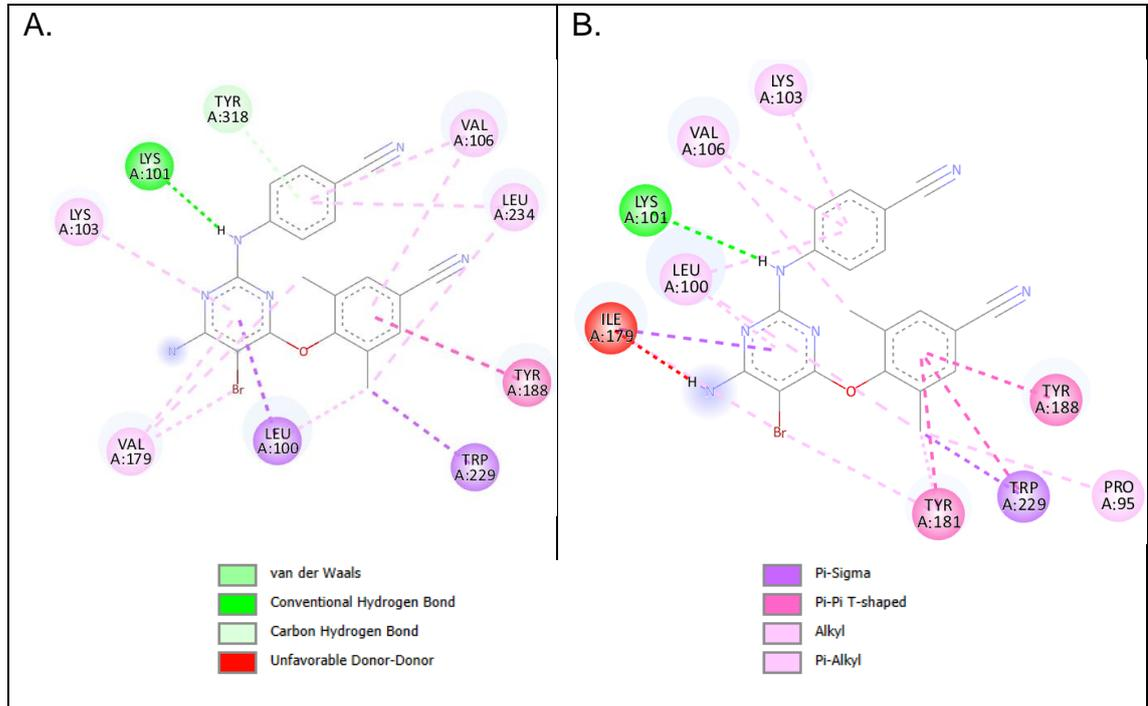 A.
TYR
A:318
LYS
A:101
LYS
A:103
VAL
A:106
LEU
A:234
H
N
N
N
N
N
N
O
Br
TYR
A:188
VAL
A:179
LEU
A:100
TRP
A:229
B.
LYS
A:103
VAL
A:106
LYS
A:101
LEU
A:100
ILE
A:179
H
N
N
N
N
N
H
N
O
Br
TYR
A:188
TYR
A:181
TRP
A:229
PRO
A:95
van der Waals
Conventional Hydrogen Bond
Carbon Hydrogen Bond
Unfavorable Donor-Donor
Pi-Sigma
Pi-Pi T-shaped
Alkyl
Pi-Alkyl